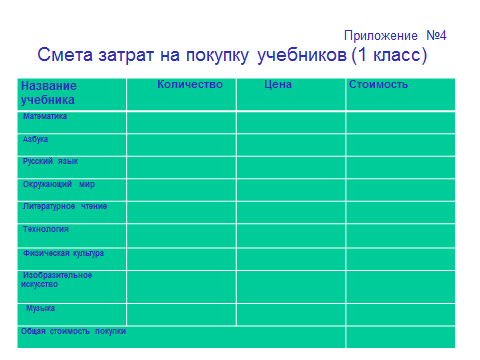 Приложение №4
Смета затрат на покупку учебников (1 класс)
Название учебника Количество Цена Стоимость
Математика
Азбука
Русский язык
Окружающий мир
Литературное чтение
Технология
Физическая культура
Изобразительное
искусство
Музыка
Общая стоимость покупки